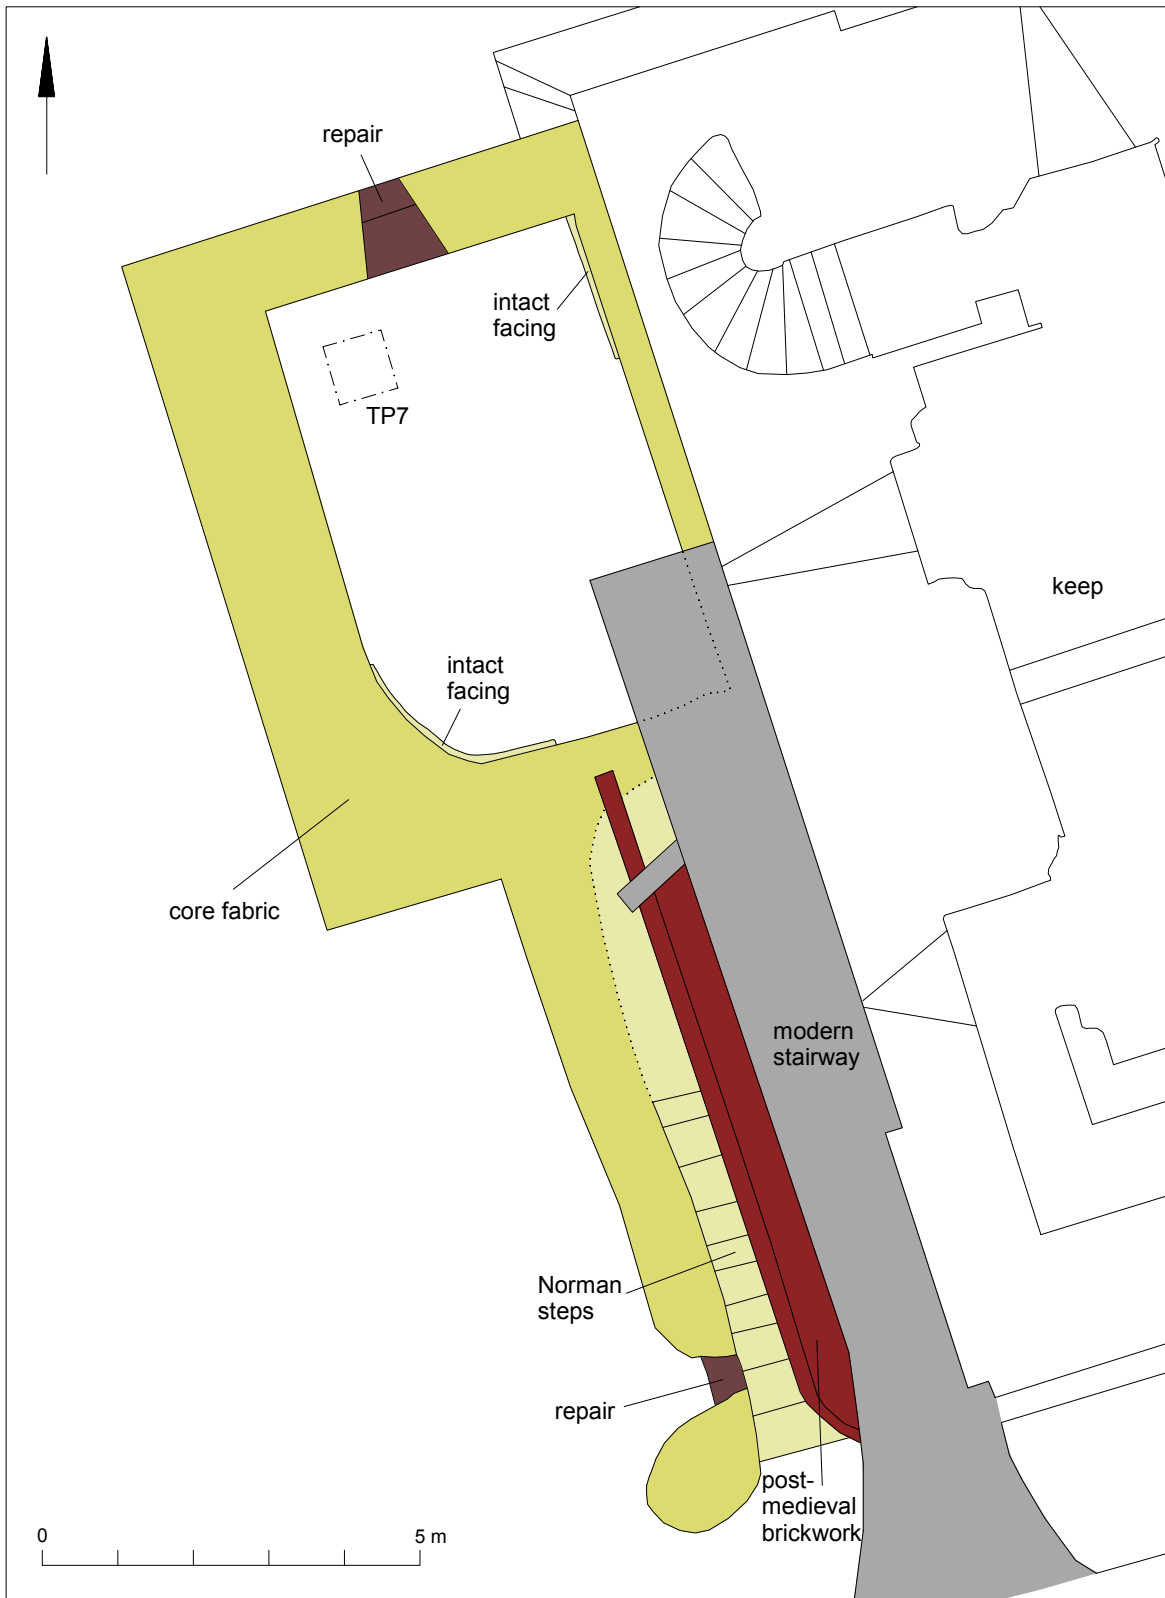 repair
intact
facing
TP7
keep
intact
facing
core fabric
modern
stairway
Norman
steps
repair
post-
medieval
brickwork
0
5 m